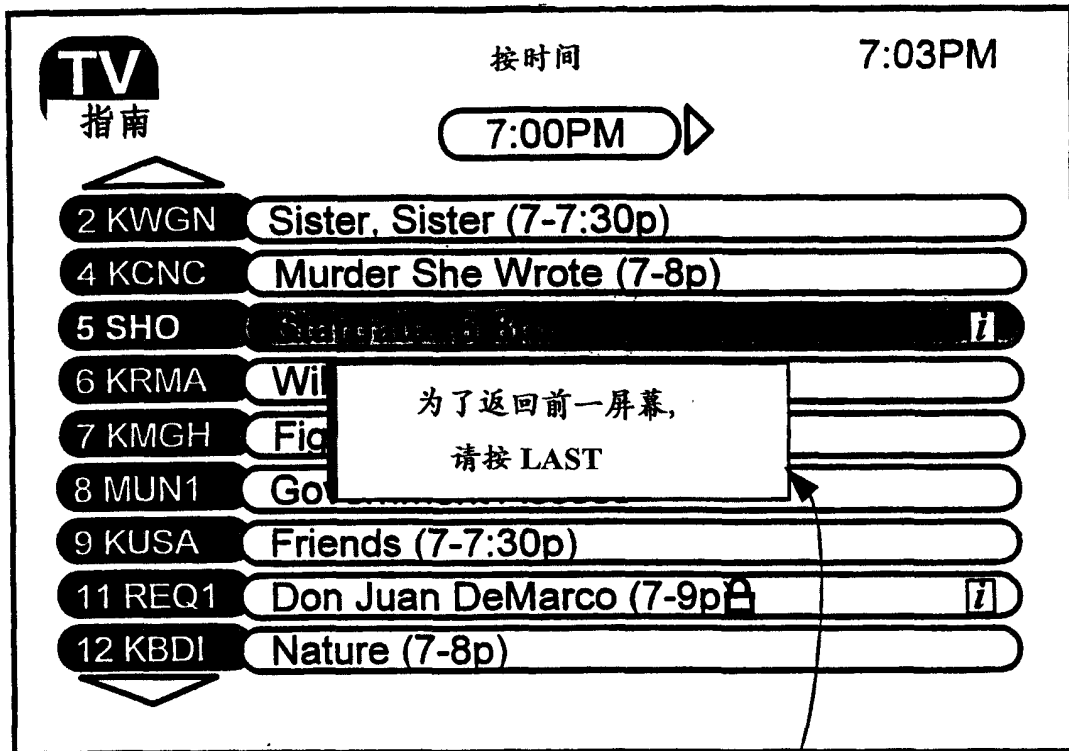 TV
指南
按时间
7:03PM
7:00PM
2 KWGN Sister, Sister (7-7:30p)
4 KCNC Murder She Wrote (7-8p)
5 SHO i
6 KRMA Wil
为了返回前一屏幕,
7 KMGH Fig
请按 LAST
8 MUN1 Gov
9 KUSA Friends (7-7:30p)
11 REQ1 Don Juan DeMarco (7-9p i
12 KBDI Nature (7-8p)